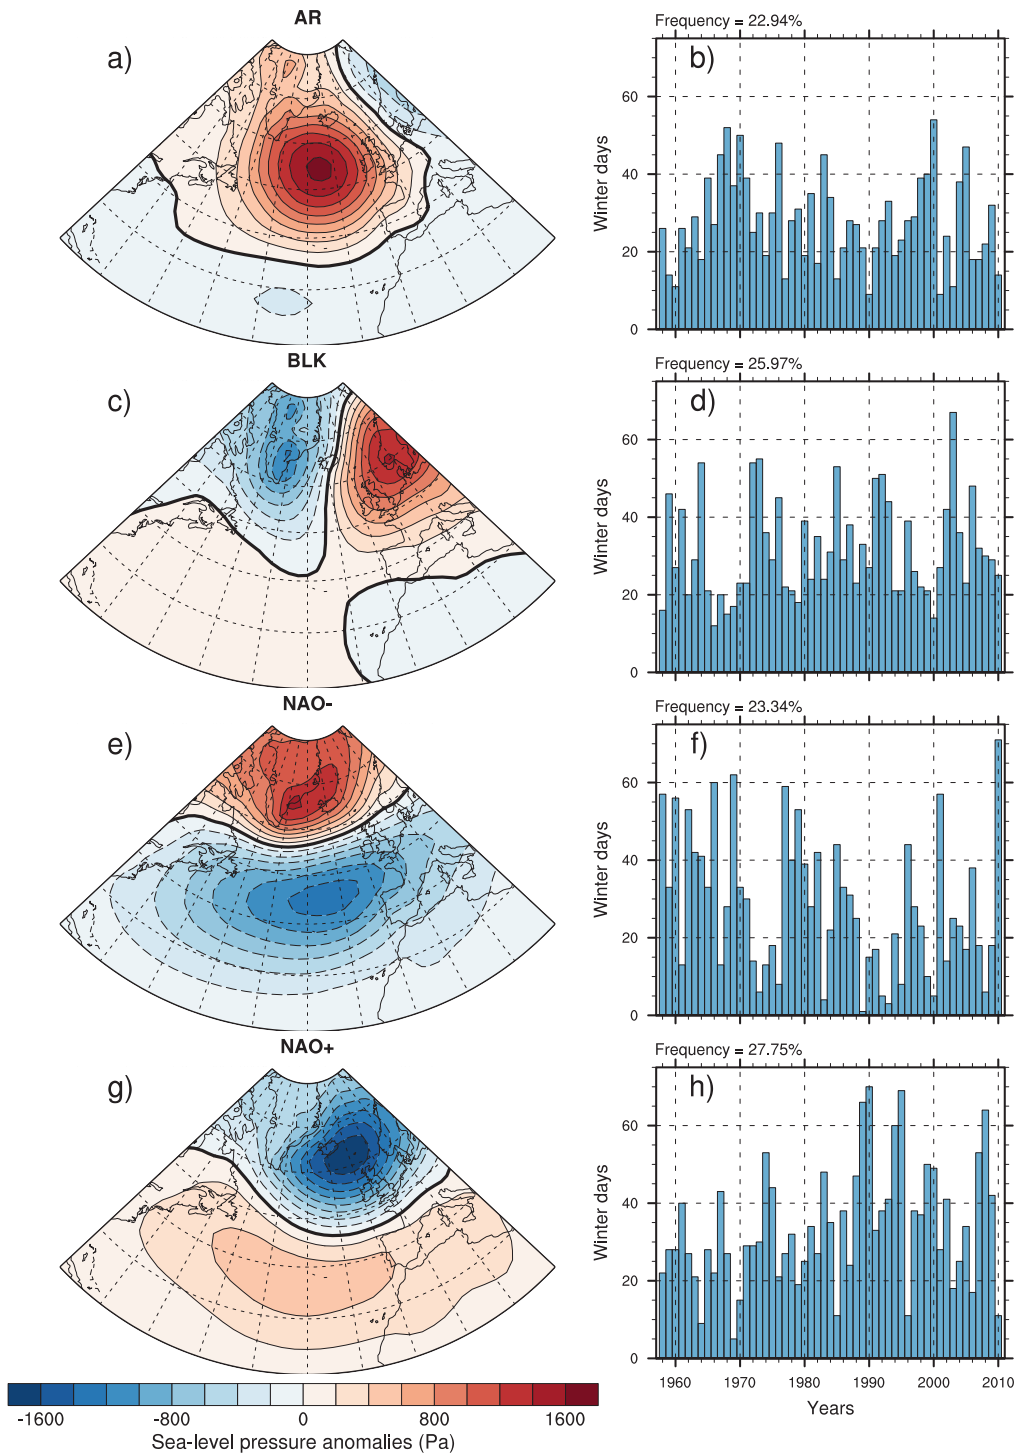 AR
Frequency = 22.94%
a)
b)
60
40
20
0
Winter days
BLK
Frequency = 25.97%
c)
d)
60
40
20
0
Winter days
NAO-
Frequency = 23.34%
e)
f)
60
40
20
0
Winter days
NAO+
Frequency = 27.75%
g)
h)
60
40
20
0
Winter days
1960 1970 1980 1990 2000 2010
Years
-1600 -800 0 800 1600
Sea-level pressure anomalies (Pa)